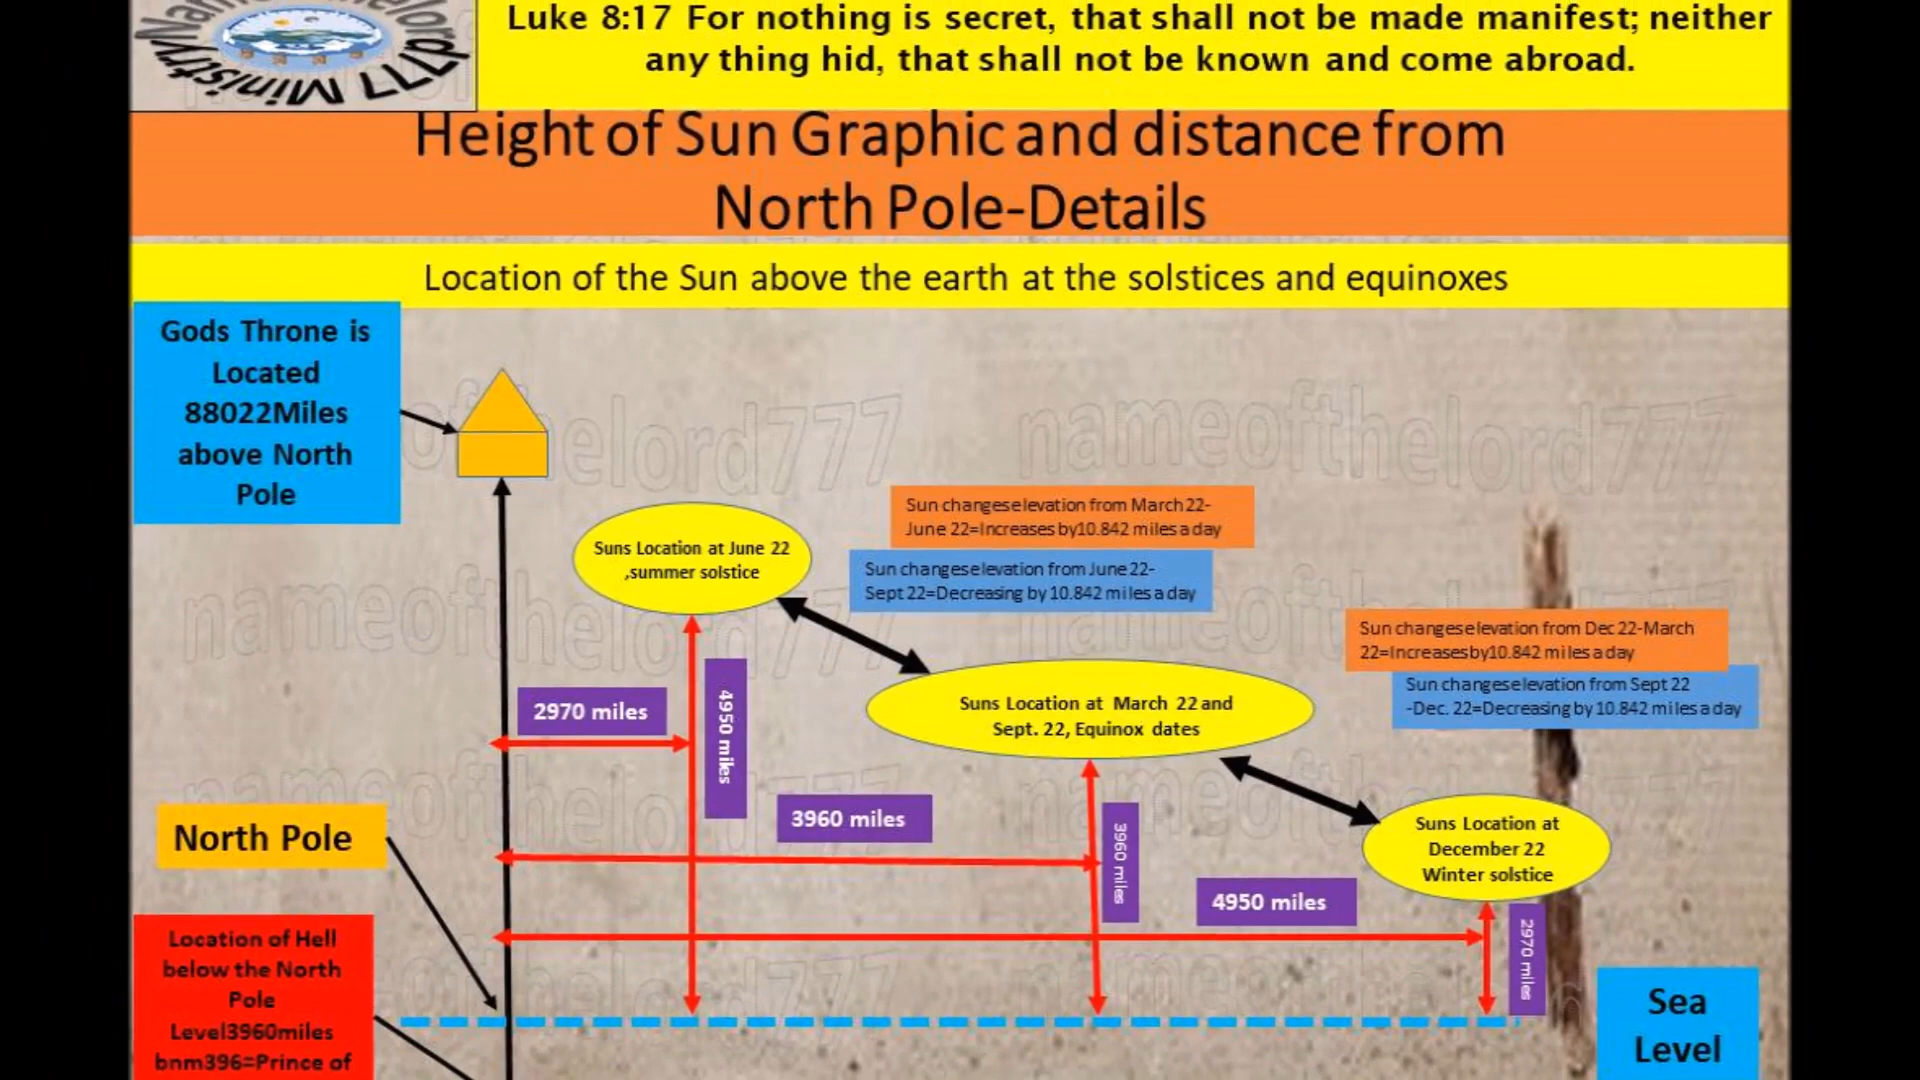 Nameofthelord777 Ministry
Luke 8:17 For nothing is secret, that shall not be made manifest; neither
any thing hid, that shall not be known and come abroad.
Height of Sun Graphic and distance from
North Pole-Details
Location of the Sun above the earth at the solstices and equinoxes
Gods Throne is
Located
88022Miles
above North
Pole
ofthelord777
nameofthelord777
Suns Location at June 22
,summer solstice
Sun changeselevation from March 22-
June 22=Increases by10.842 miles a day
Sun changeselevation from June 22-
Sept 22=Decreasing by 10.842 miles a day
nameofthelord777
nameofthelord777
Sun changeselevation from Dec 22-March
22=Increasesby10.842 miles a day
Sun changeselevation from Sept 22
-Dec. 22=Decreasing by 10.842 miles a day
2970 miles
4950 miles
Suns Location at March 22 and
Sept. 22, Equinox dates
nameofthelord777
nameofthelord777
3960 miles
3960 miles
Suns Location at
December 22
Winter solstice
North Pole
4950 miles
2970 miles
Location of Hell
below the North
Pole
Level3960miles
bnm396=Prince of
Sea
Level